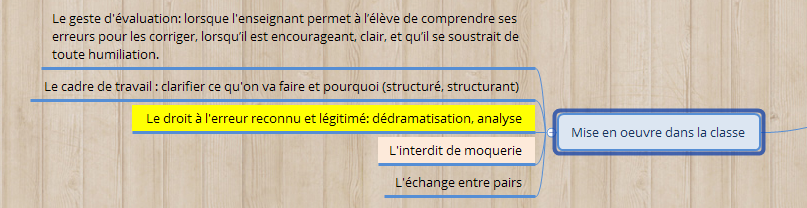 Le geste d'évaluation: lorsque l'enseignant permet à l’élève de comprendre ses
erreurs pour les corriger, lorsqu’il est encourageant, clair, et qu’il se soustrait de
toute humiliation.
Le cadre de travail : clarifier ce qu'on va faire et pourquoi (structuré, structurant)
Le droit à l'erreur reconnu et légitimé: dédramatisation, analyse
Mise en oeuvre dans la classe
L'interdit de moquerie
L'échange entre pairs